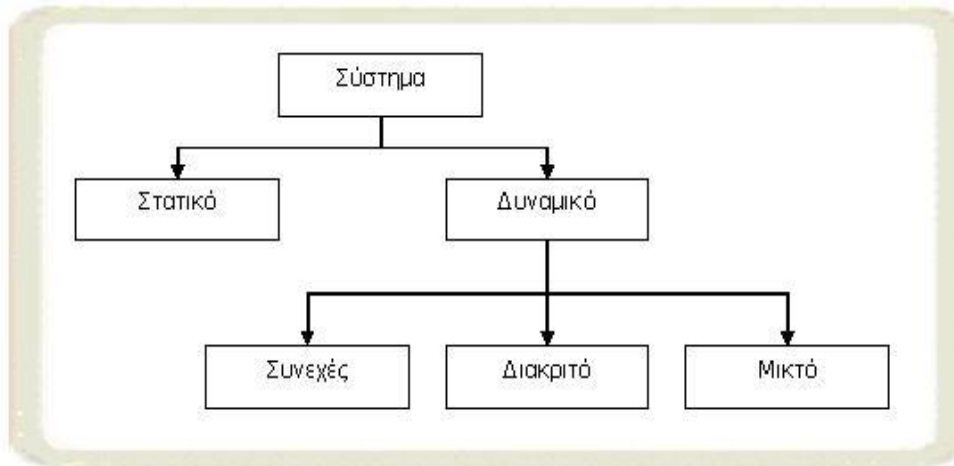 Σύστημα
Στατικό
Δυναμικό
Συνεχές
Διακριτό
Μικτό